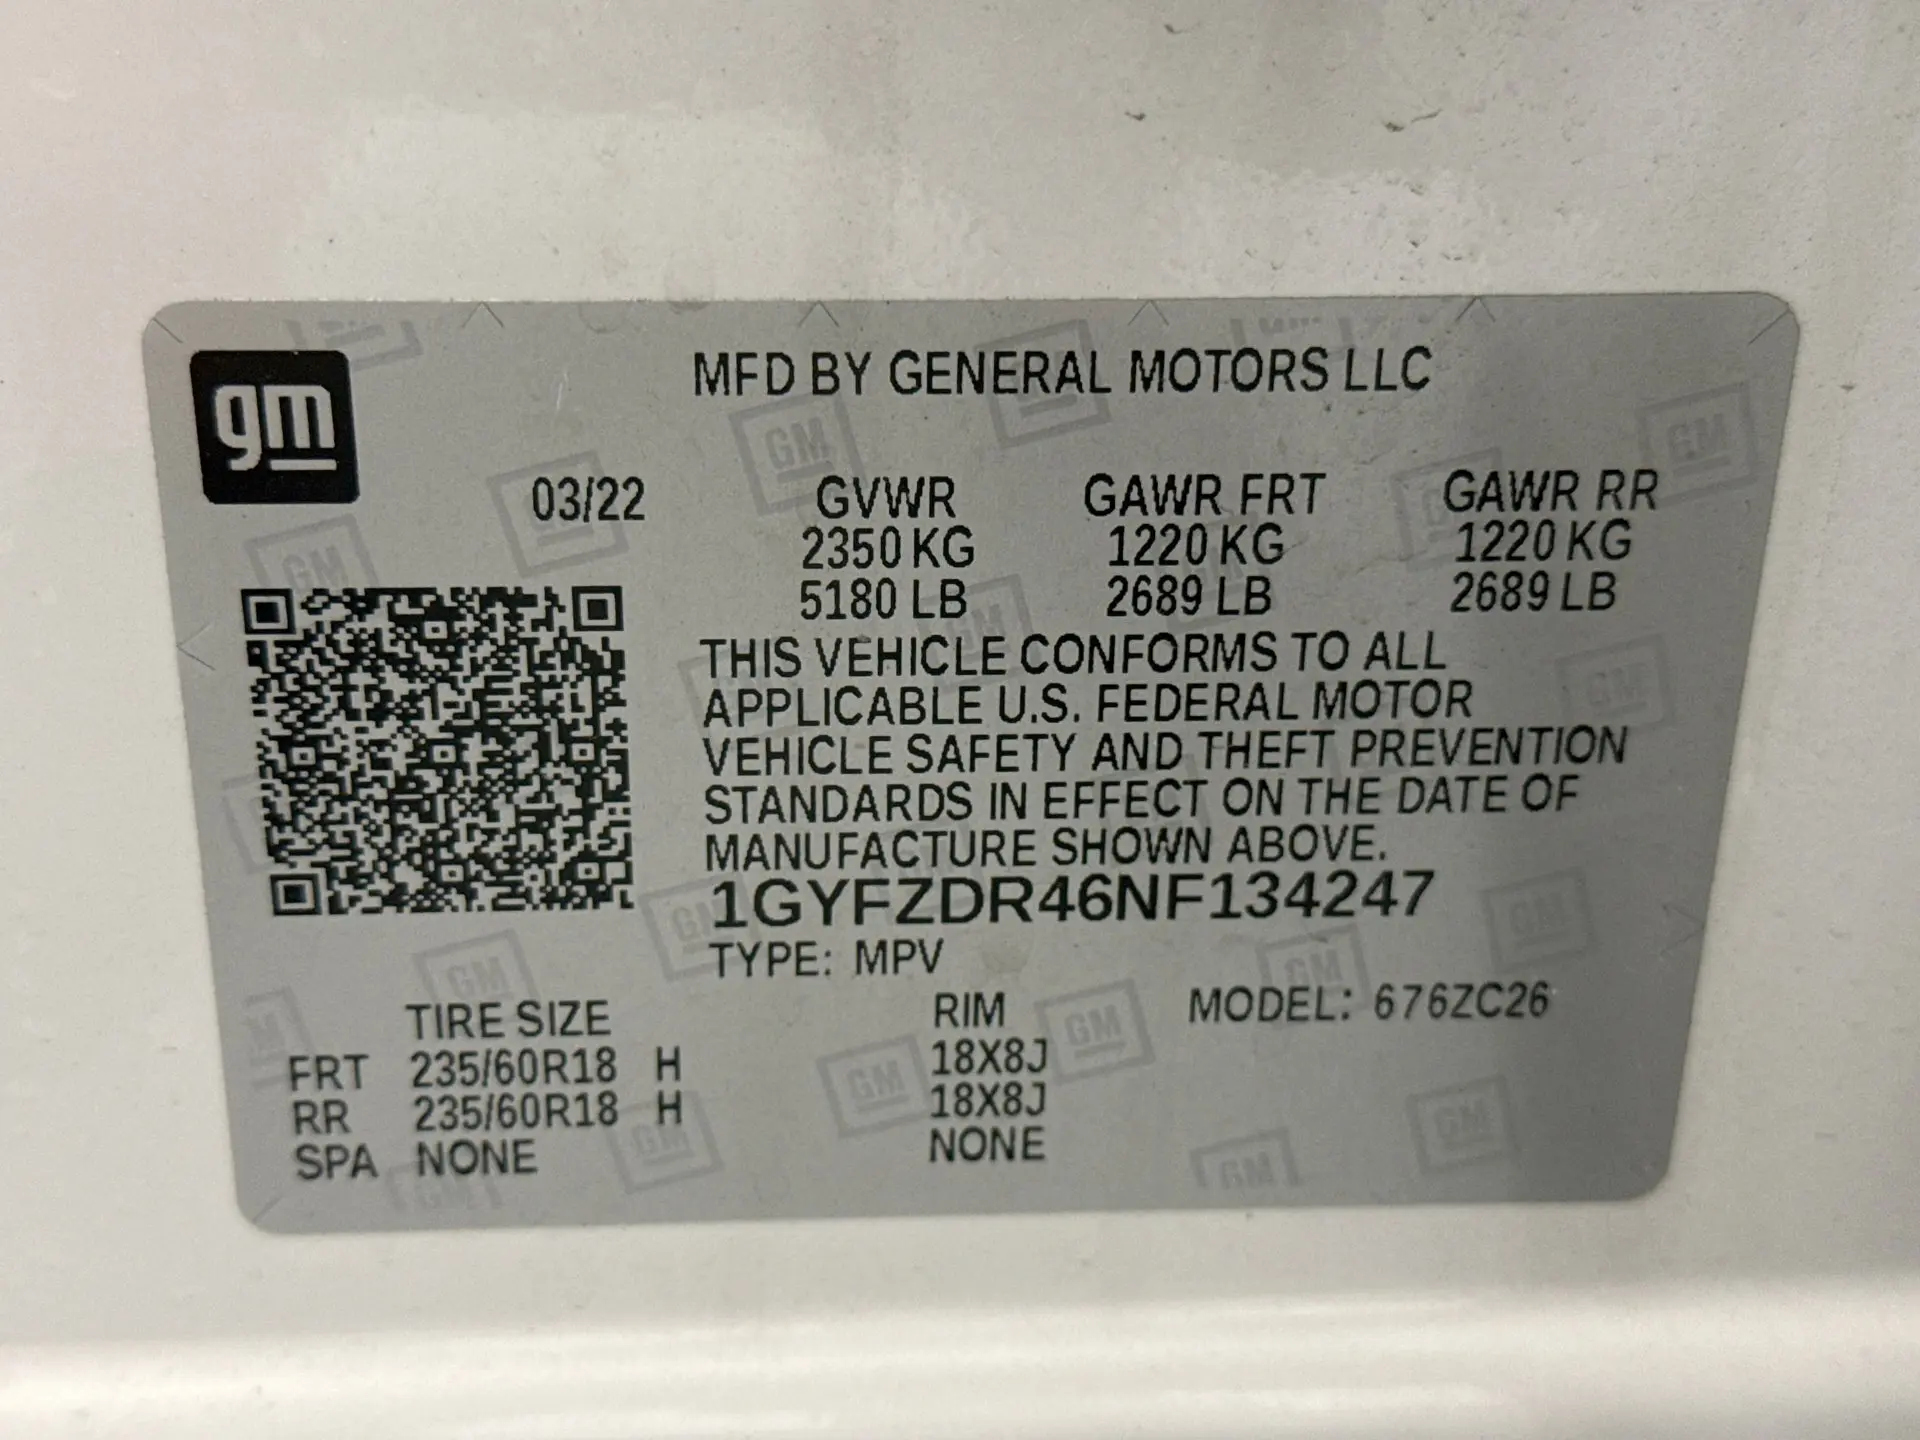 gm
MFD BY GENERAL MOTORS LLC
03/22 GVWR GAWR FRT GAWR RR
2350 KG 1220 KG 1220 KG
5180 LB 2689 LB 2689 LB
THIS VEHICLE CONFORMS TO ALL
APPLICABLE U.S. FEDERAL MOTOR
VEHICLE SAFETY AND THEFT PREVENTION
STANDARDS IN EFFECT ON THE DATE OF
MANUFACTURE SHOWN ABOVE.
1GYFZDR46NF134247
TYPE: MPV
TIRE SIZE RIM MODEL: 676ZC26
FRT 235/60R18 H 18X8J
RR 235/60R18 H 18X8J
SPA NONE NONE